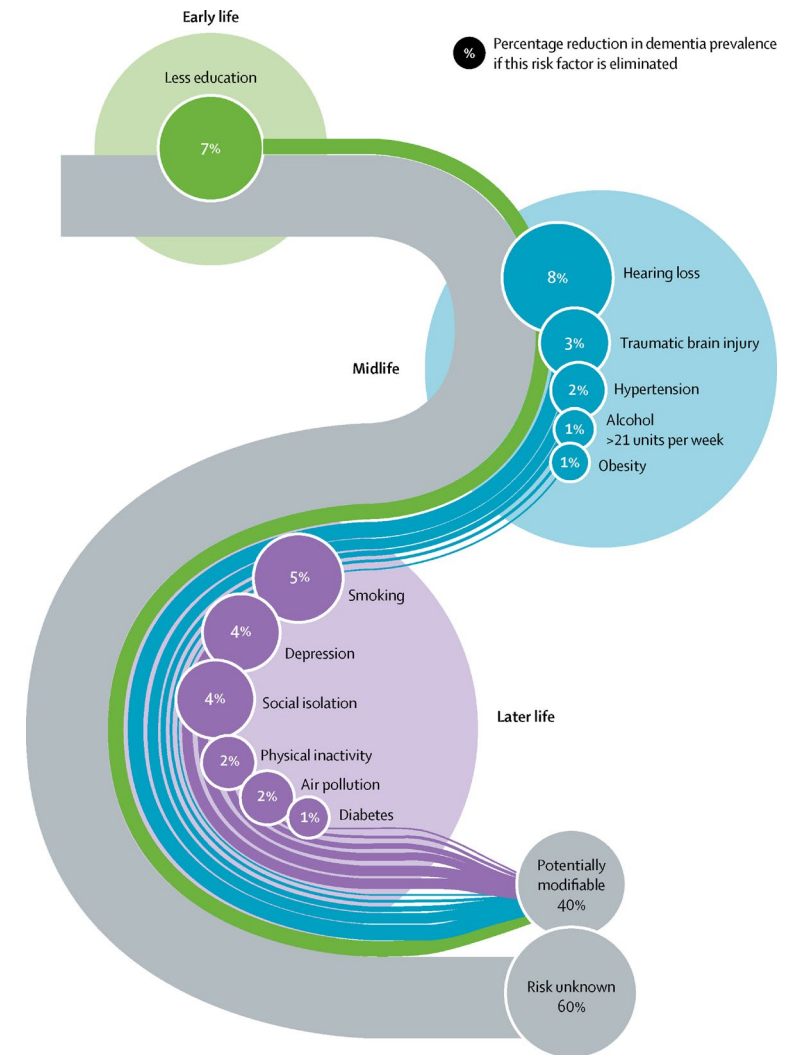 Early life
%
Percentage reduction in dementia prevalence
if this risk factor is eliminated
Less education
7%
8%
Hearing loss
3%
Traumatic brain injury
Midlife
2%
Hypertension
1%
Alcohol
>21 units per week
1%
Obesity
5%
Smoking
4%
Depression
4%
Social isolation
Later life
2%
Physical inactivity
2%
Air pollution
1%
Diabetes
Potentially
modifiable
40%
Risk unknown
60%